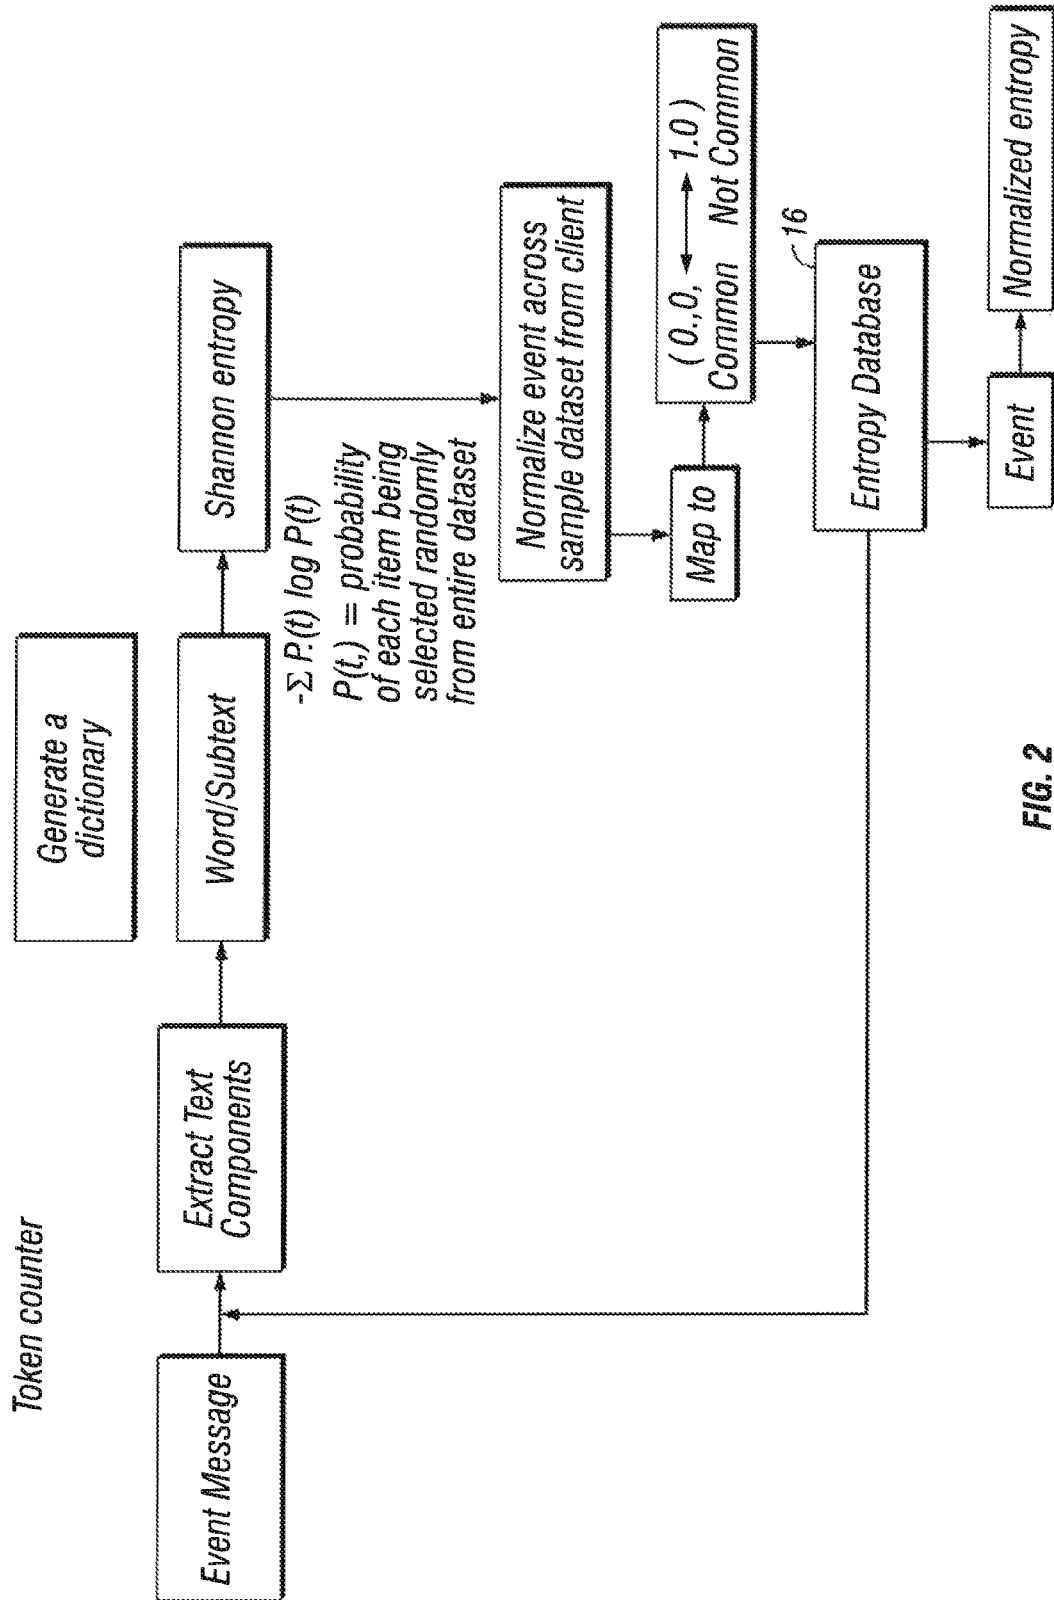 Token counter
Generate a
dictionary
Event Message
Extract Text
Components
Word/Subtext
Shannon entropy
-Σ P.(t) log P(t)
P(t,) = probability
of each item being
selected randomly
from entire dataset
Normalize event across
sample dataset from client
Map to
( 0.,0, 1.0 )
Common Not Common
16
Entropy Database
Event
Normalized entropy
FIG. 2